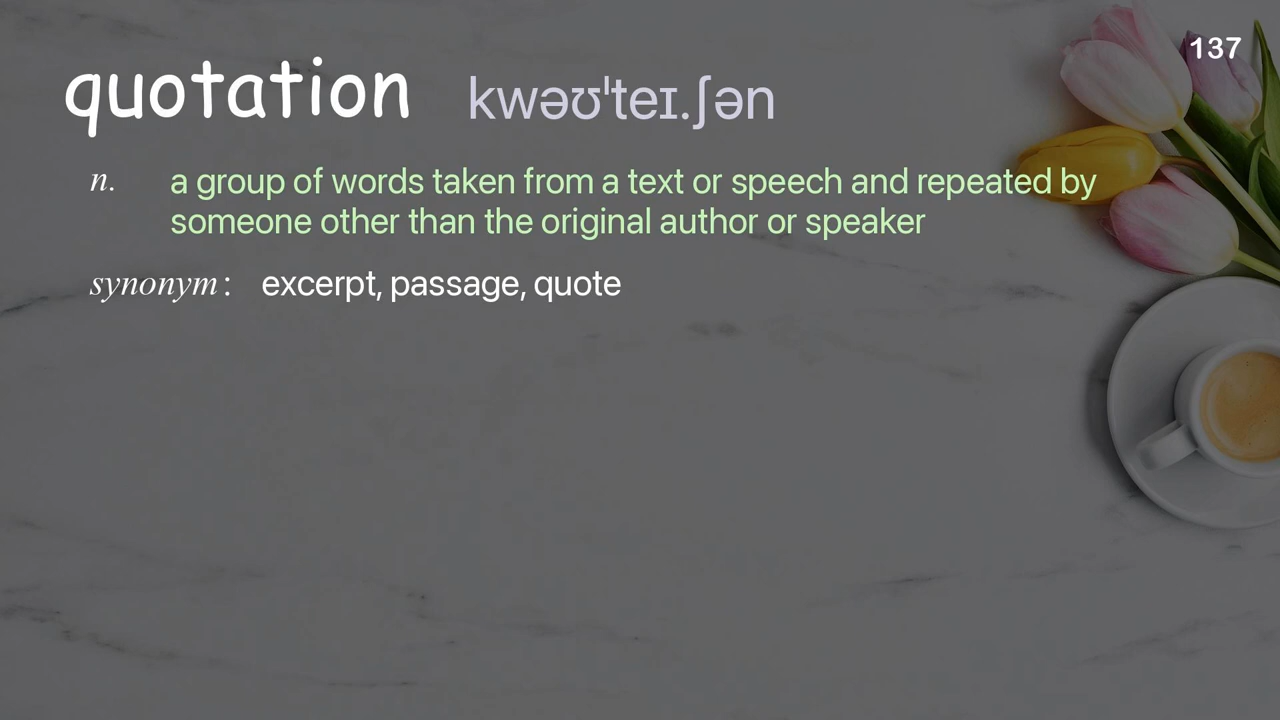 137
quotation kwəʊˈteɪ.ʃən
n. a group of words taken from a text or speech and repeated by
someone other than the original author or speaker
synonym: excerpt, passage, quote